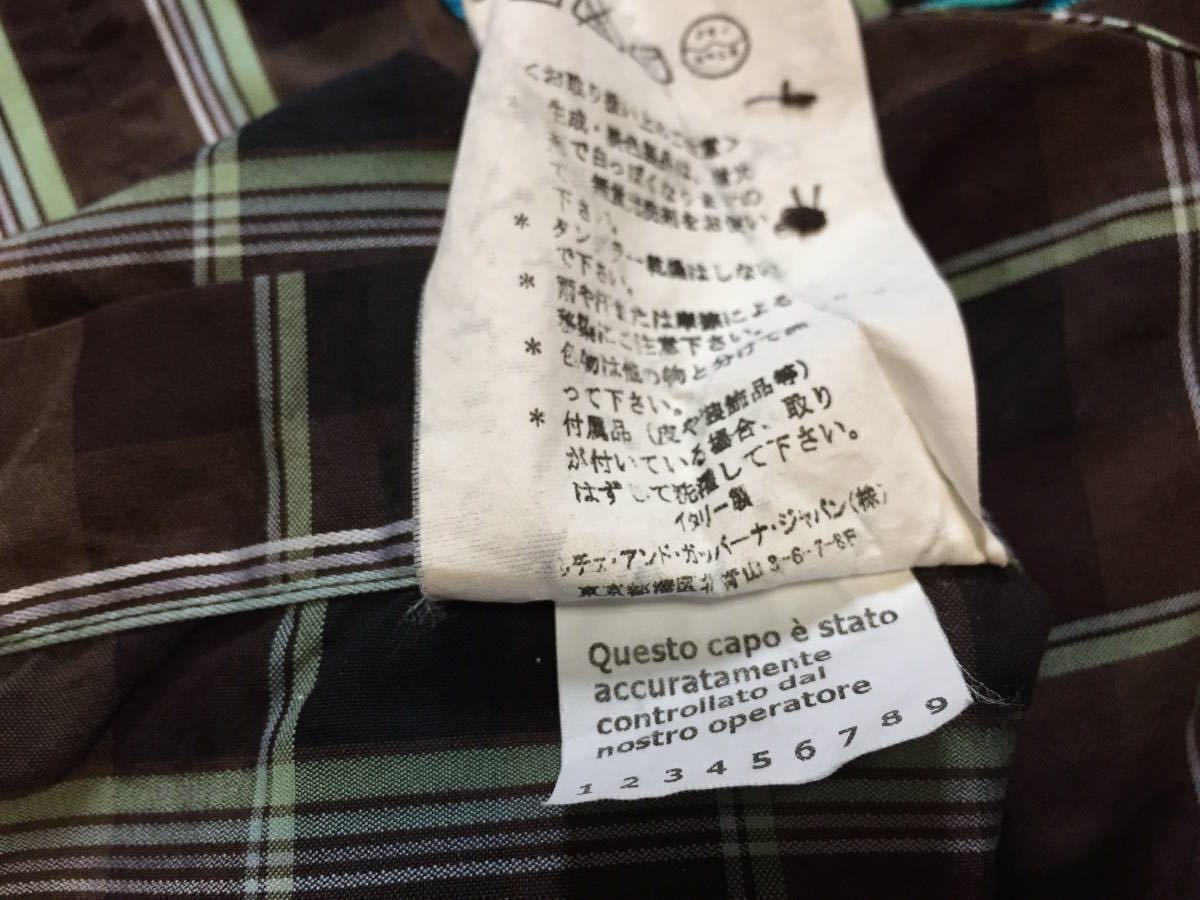 <お取り扱い上のご注意>
* 生成・淡色製品は、蛍光
で白っぽくなりますの
で 無蛍光洗剤をお使い
下さい。
* タンブラー乾燥はしない
で下さい。
* 雨や汗または摩擦による
移染にご注意下さい。
* 色物は他の物と分けて洗
って下さい。
* 付属品(皮や装飾品等)
が付いている場合、取り
はずして洗濯して下さい。
イタリー製
ルチェ・アンド・ガッバーナ・ジャパン(株)
東京都港区北青山3-6-7-8F
Questo capo è stato
accuratamente
controllato dal
nostro operatore
1 2 3 4 5 6 7 8 9